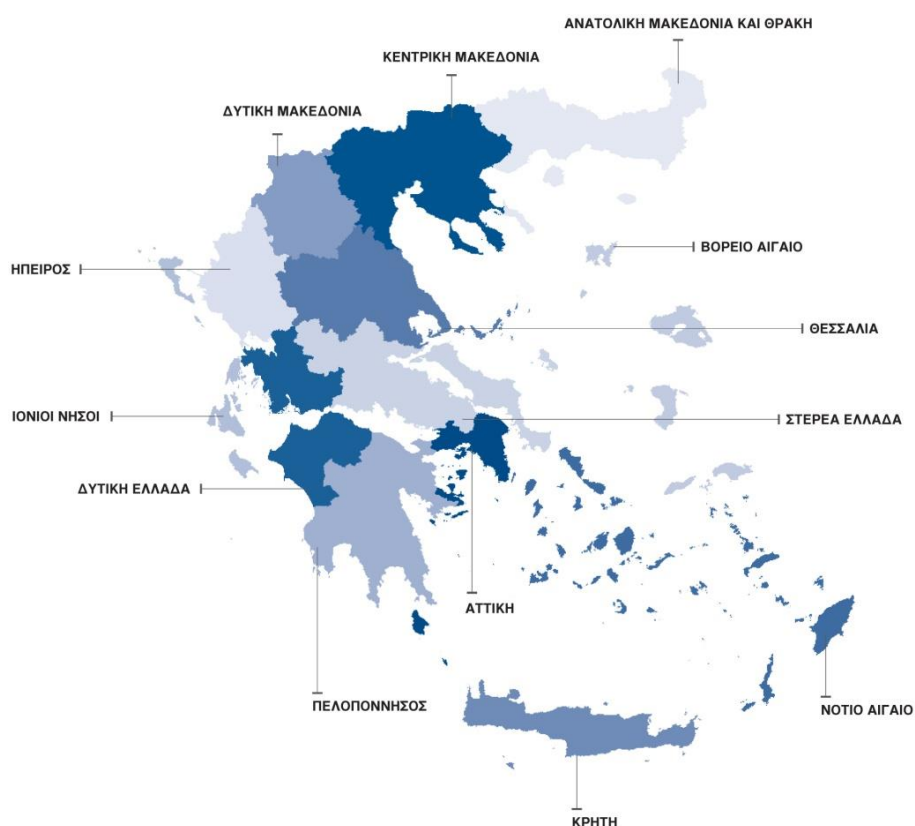 ΑΝΑΤΟΛΙΚΗ ΜΑΚΕΔΟΝΙΑ ΚΑΙ ΘΡΑΚΗ
ΚΕΝΤΡΙΚΗ ΜΑΚΕΔΟΝΙΑ
ΔΥΤΙΚΗ ΜΑΚΕΔΟΝΙΑ
ΒΟΡΕΙΟ ΑΙΓΑΙΟ
ΗΠΕΙΡΟΣ
ΘΕΣΣΑΛΙΑ
ΙΟΝΙΟΙ ΝΗΣΟΙ
ΣΤΕΡΕΑ ΕΛΛΑΔΑ
ΔΥΤΙΚΗ ΕΛΛΑΔΑ
ΑΤΤΙΚΗ
ΠΕΛΟΠΟΝΝΗΣΟΣ
ΝΟΤΙΟ ΑΙΓΑΙΟ
ΚΡΗΤΗ